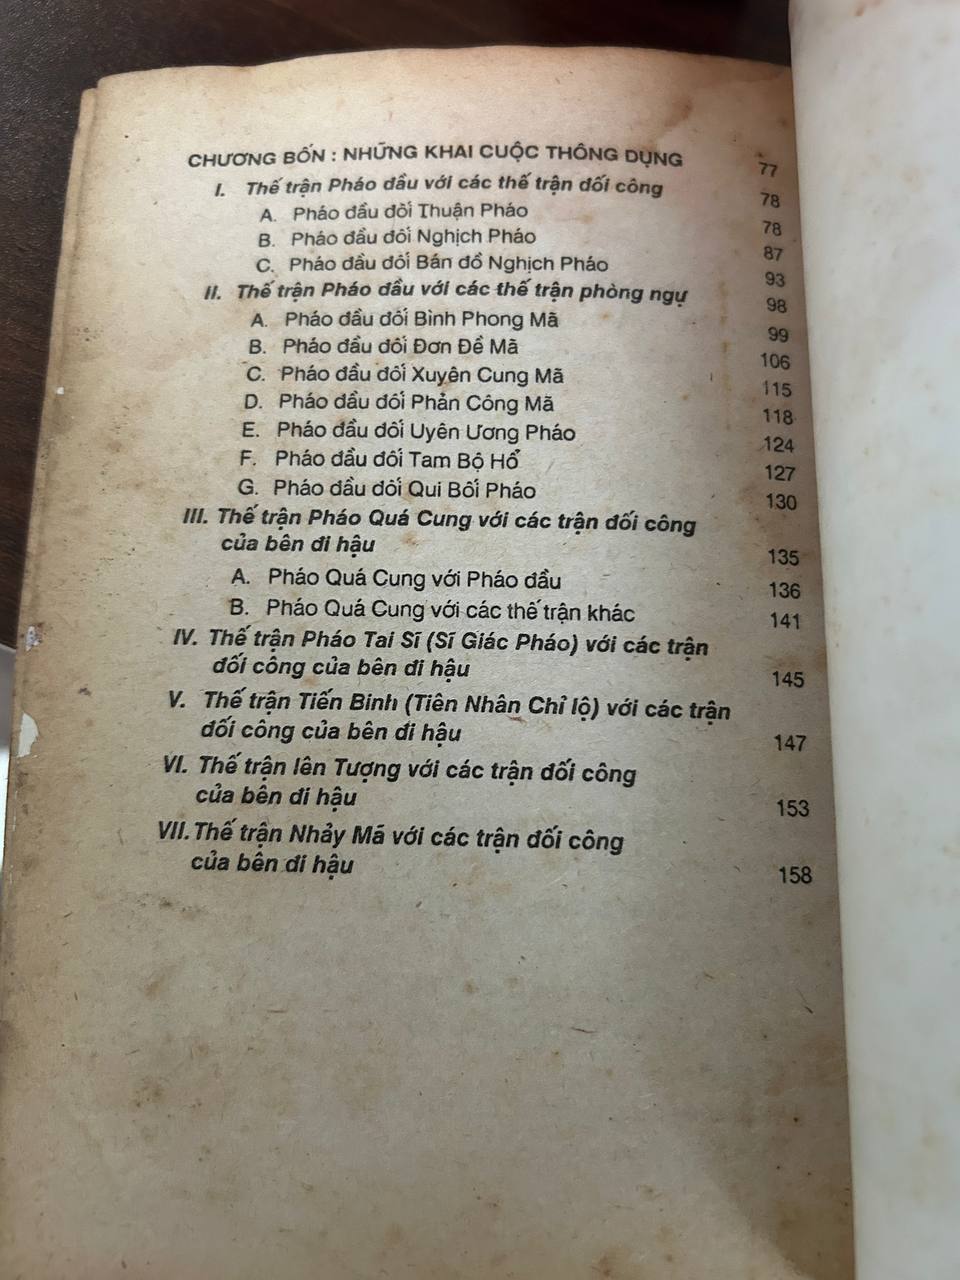 CHƯƠNG BỐN : NHỮNG KHAI CUỘC THÔNG DỤNG 77
I. Thế trận Pháo đầu với các thế trận đối công 78
A. Pháo đầu đối Thuận Pháo 78
B. Pháo đầu đối Nghịch Pháo 87
C. Pháo đầu đối Bán đồ Nghịch Pháo 93
II. Thế trận Pháo đầu với các thế trận phòng ngự 98
A. Pháo đầu đối Bình Phong Mã 99
B. Pháo đầu đối Đơn Đề Mã 106
C. Pháo đầu đối Xuyên Cung Mã 115
D. Pháo đầu đối Phản Công Mã 118
E. Pháo đầu đối Uyên Ương Pháo 124
F. Pháo đầu đối Tam Bộ Hổ 127
G. Pháo đầu đối Qui Bối Pháo 130
III. Thế trận Pháo Quá Cung với các trận đối công
của bên đi hậu 135
A. Pháo Quá Cung với Pháo đầu 136
B. Pháo Quá Cung với các thế trận khác 141
IV. Thế trận Pháo Tai Sĩ (Sĩ Giác Pháo) với các trận
đối công của bên đi hậu 145
V. Thế trận Tiến Binh (Tiên Nhân Chỉ lộ) với các trận
đối công của bên đi hậu 147
VI. Thế trận lên Tượng với các trận đối công
của bên đi hậu 153
VII. Thế trận Nhảy Mã với các trận đối công
của bên đi hậu 158